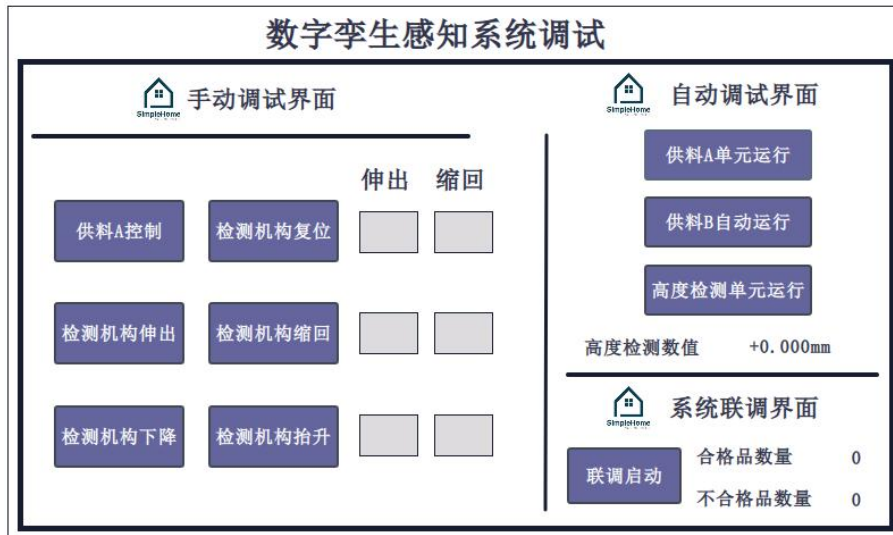 数字孪生感知系统调试
SimpleHome
手动调试界面
伸出 缩回
供料A控制 检测机构复位
检测机构伸出 检测机构缩回
检测机构下降 检测机构抬升
SimpleHome
自动调试界面
供料A单元运行
供料B自动运行
高度检测单元运行
高度检测数值 +0.000mm
SimpleHome
系统联调界面
联调启动
合格品数量 0
不合格品数量 0